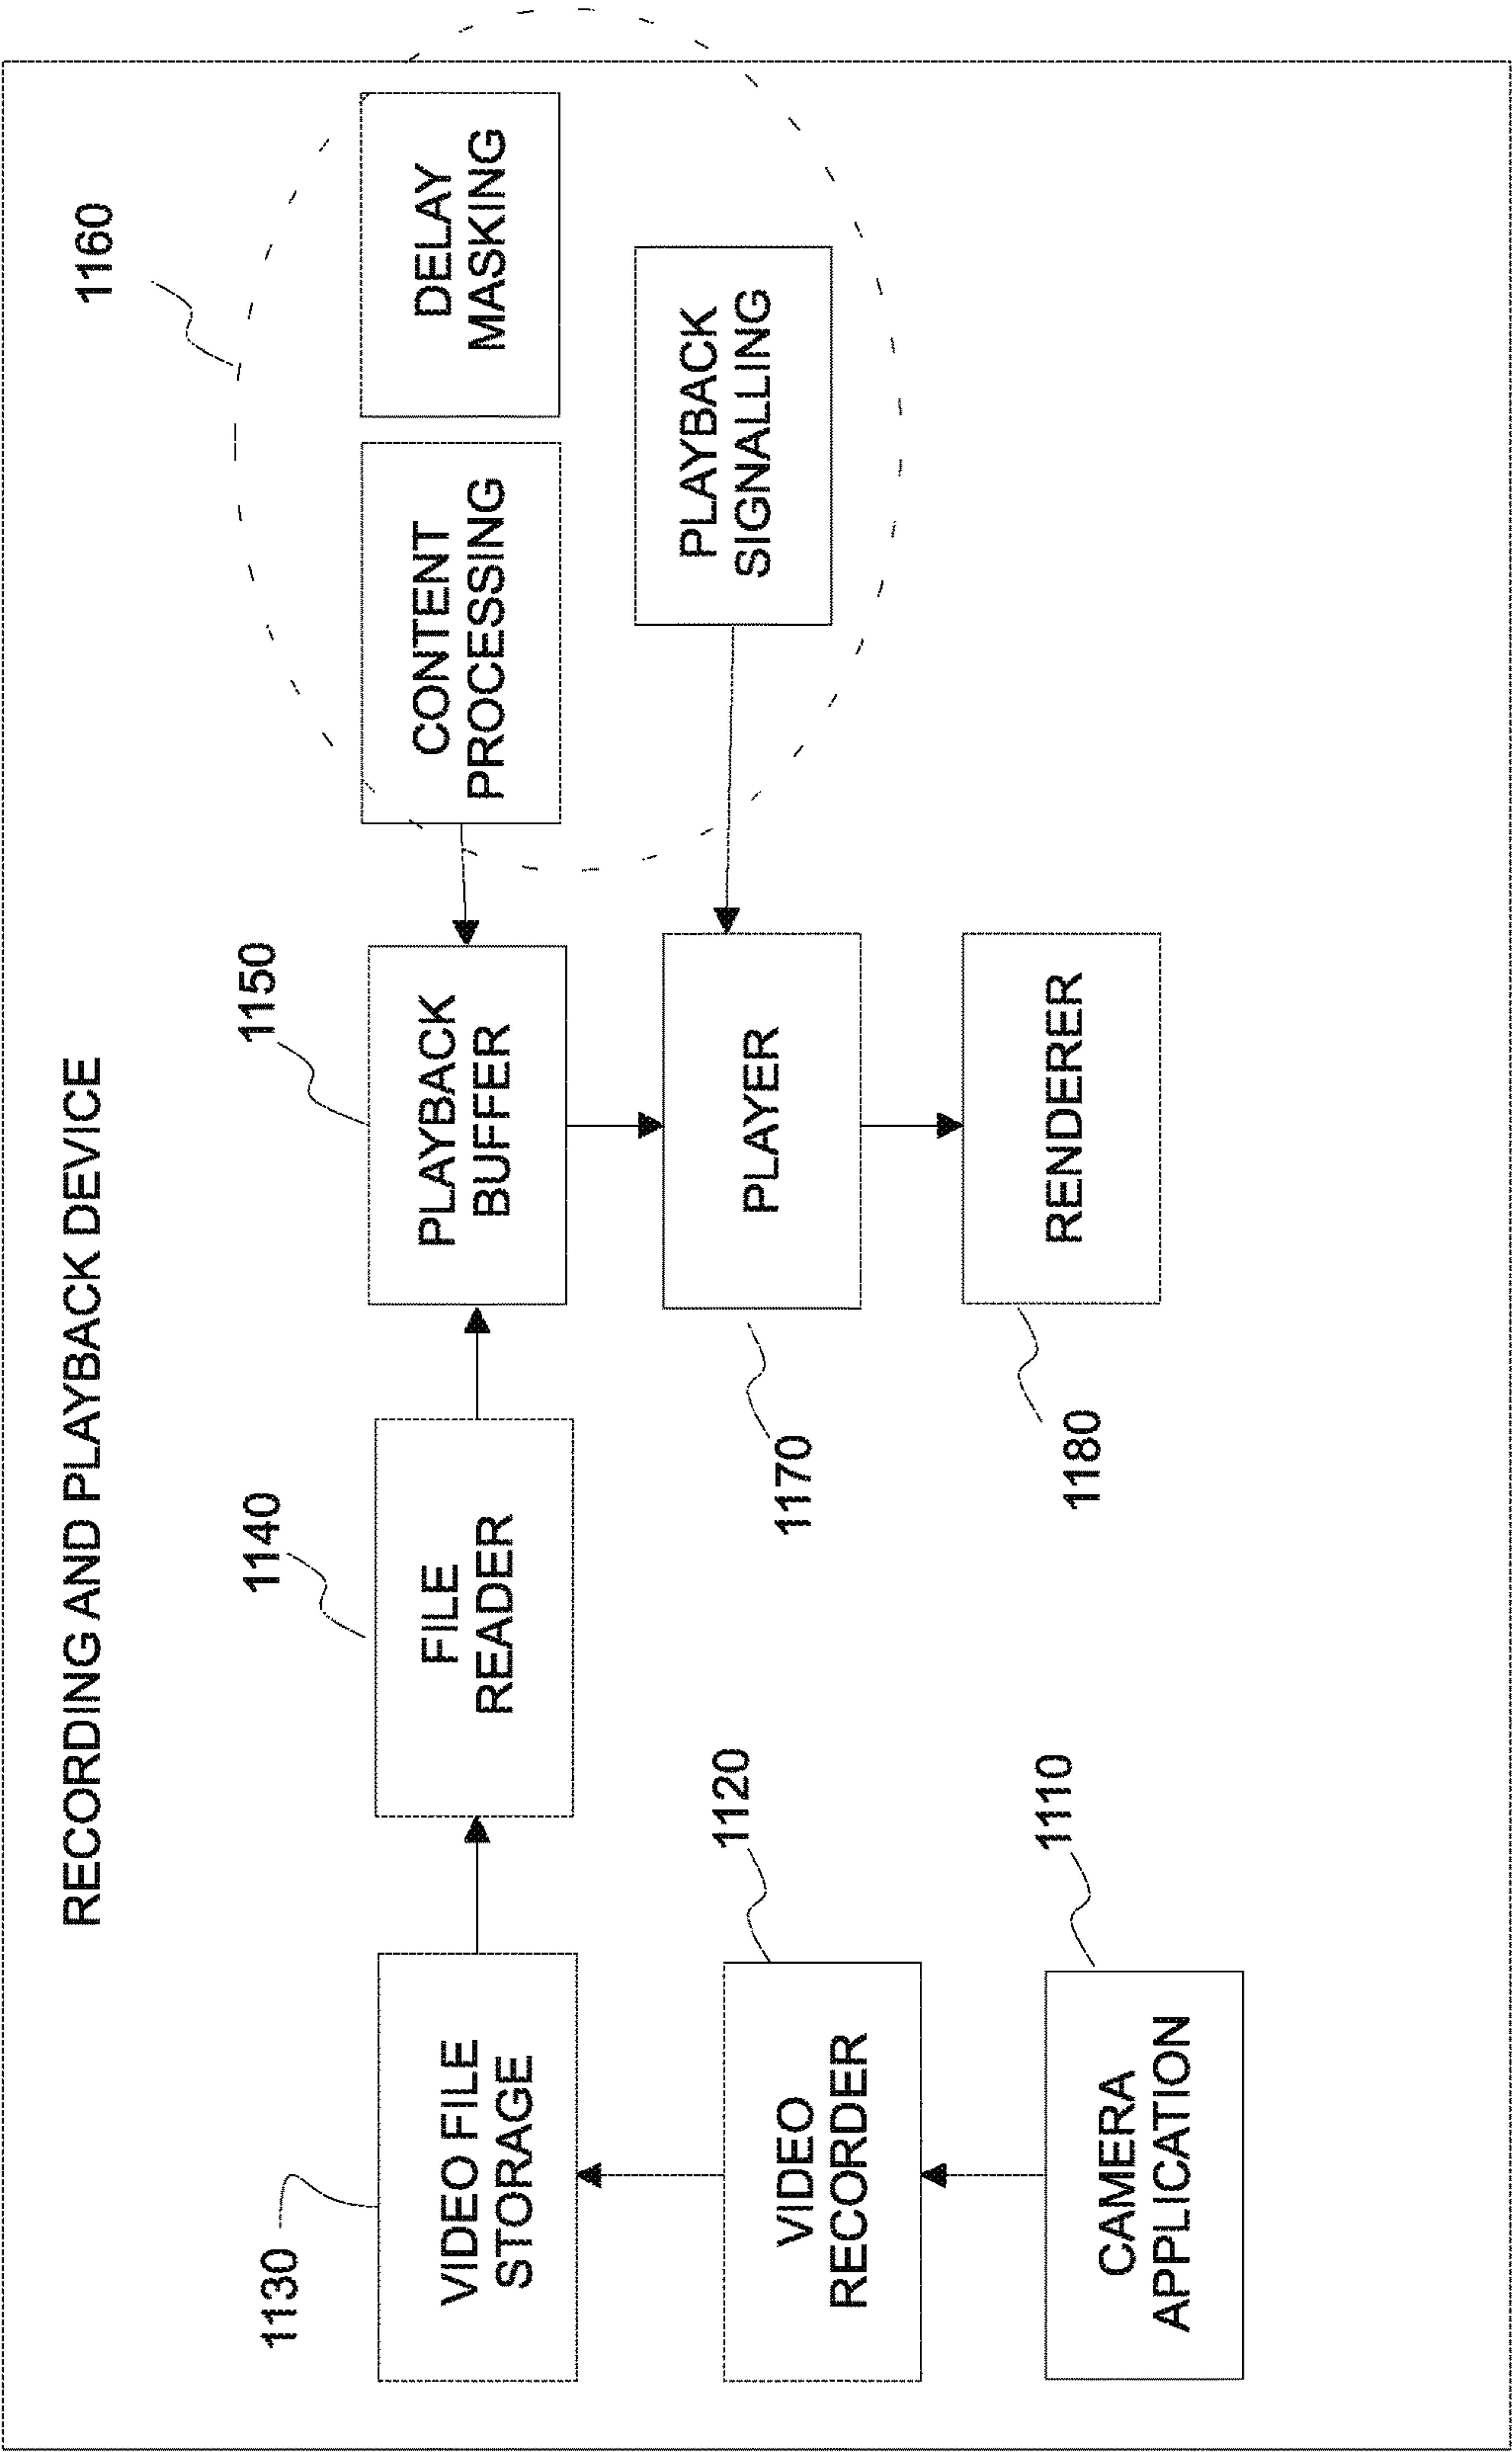 RECORDING AND PLAYBACK DEVICE
1130
VIDEO FILE
STORAGE
1140
FILE
READER
1150
PLAYBACK
BUFFER
1160
CONTENT
PROCESSING
DELAY
MASKING
1120
VIDEO
RECORDER
1170
PLAYER
PLAYBACK
SIGNALLING
1110
CAMERA
APPLICATION
1180
RENDERER